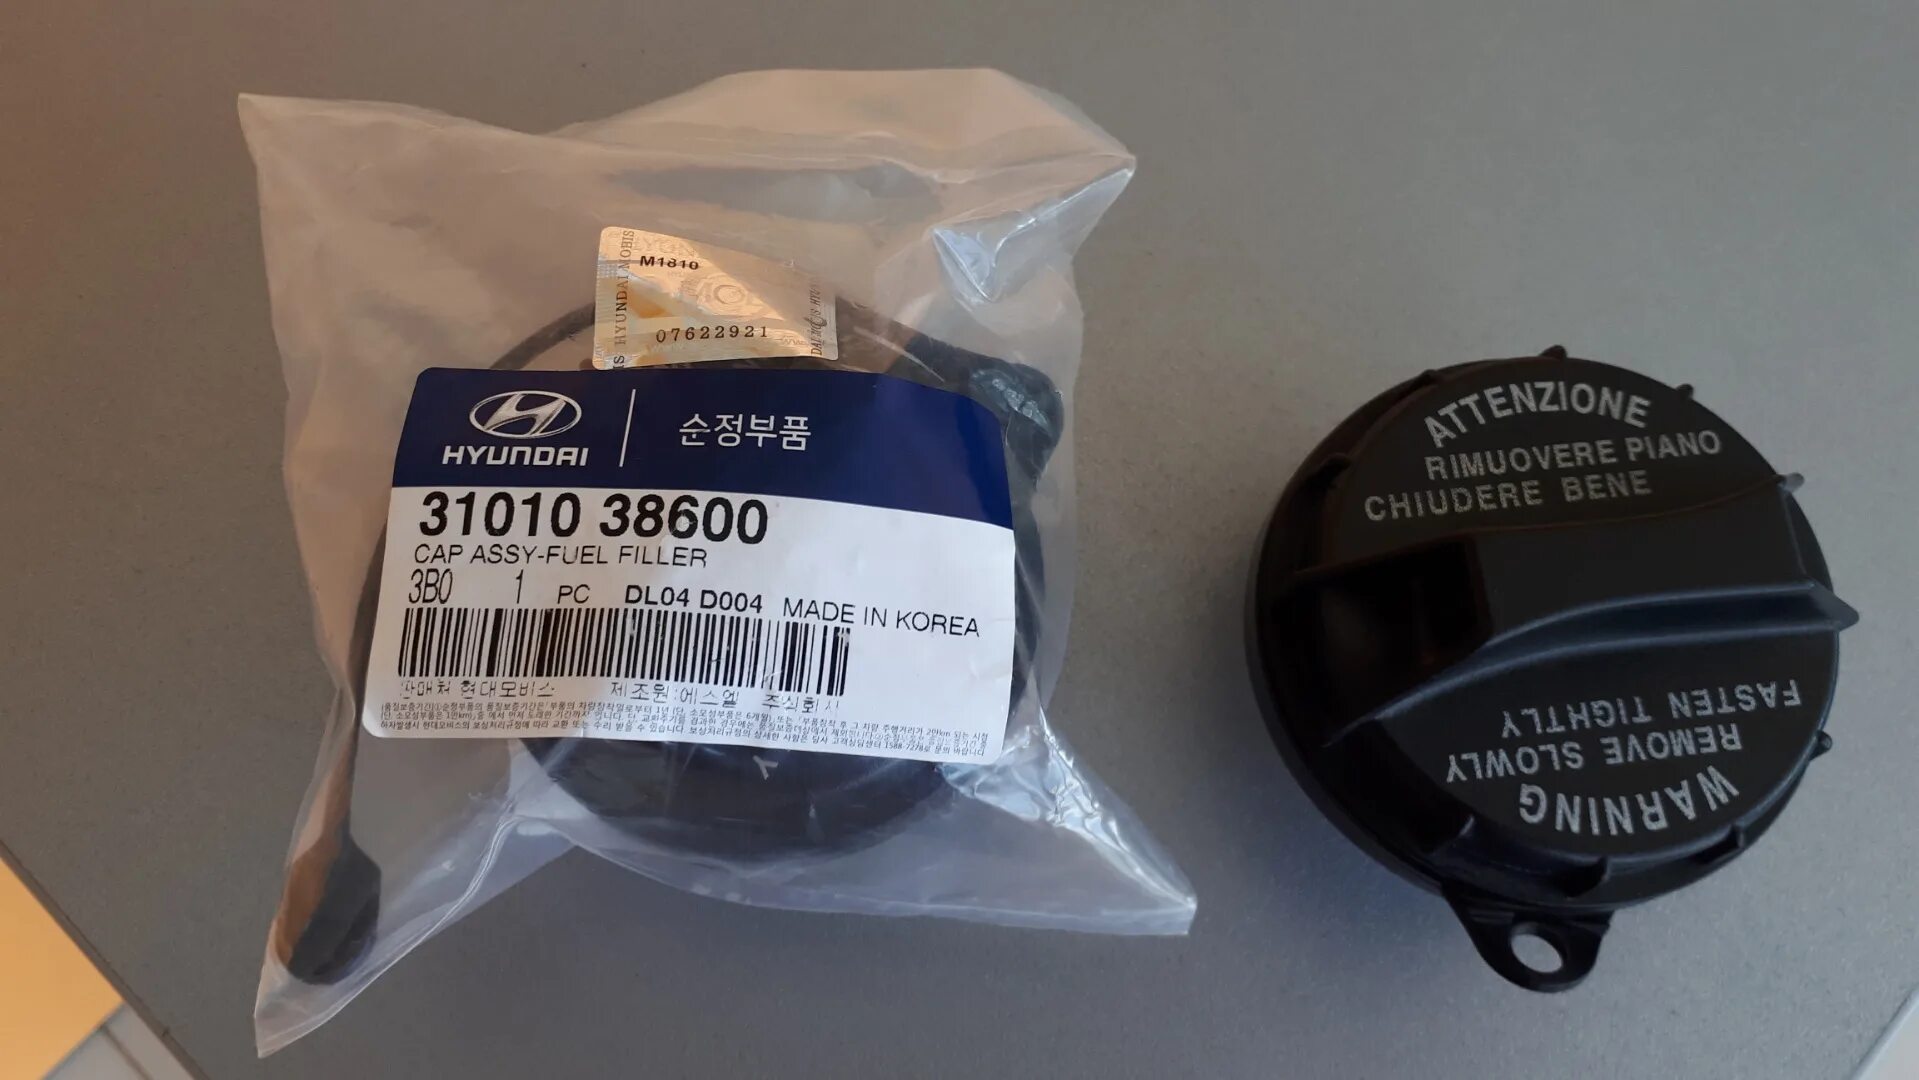 M1810
07622921
HYUNDAI MOBIS
HYUNDAI
순정부품
31010 38600
CAP ASSY-FUEL FILLER
3B0 1 PC DL04 D004 MADE IN KOREA
판매처 현대모비스 제조원:에스엘 주식회사
Y
ATTENZIONE
RIMUOVERE PIANO
CHIUDERE BENE
WARNING
REMOVE SLOWLY
FASTEN TIGHTLY